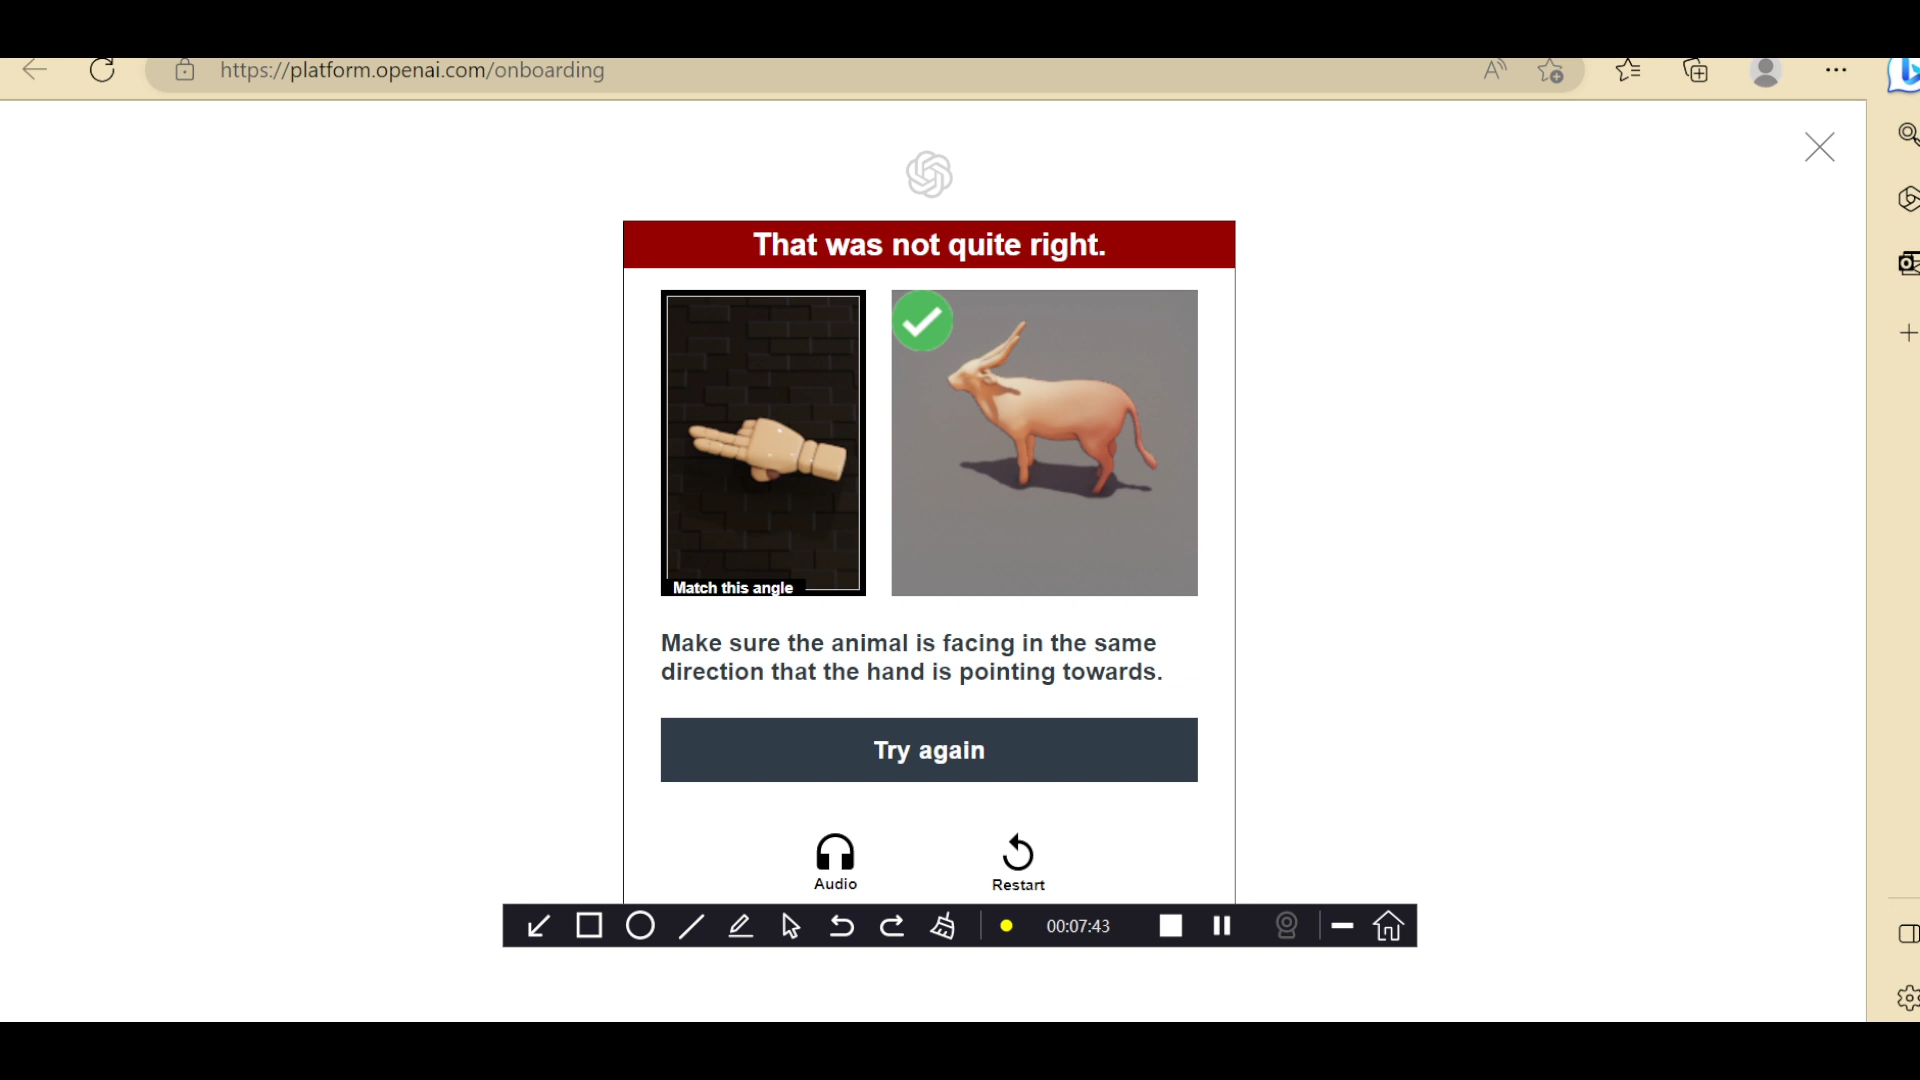 https://platform.openai.com/onboarding
That was not quite right.
Match this angle
Make sure the animal is facing in the same
direction that the hand is pointing towards.
Try again
Audio
Restart
00:07:43